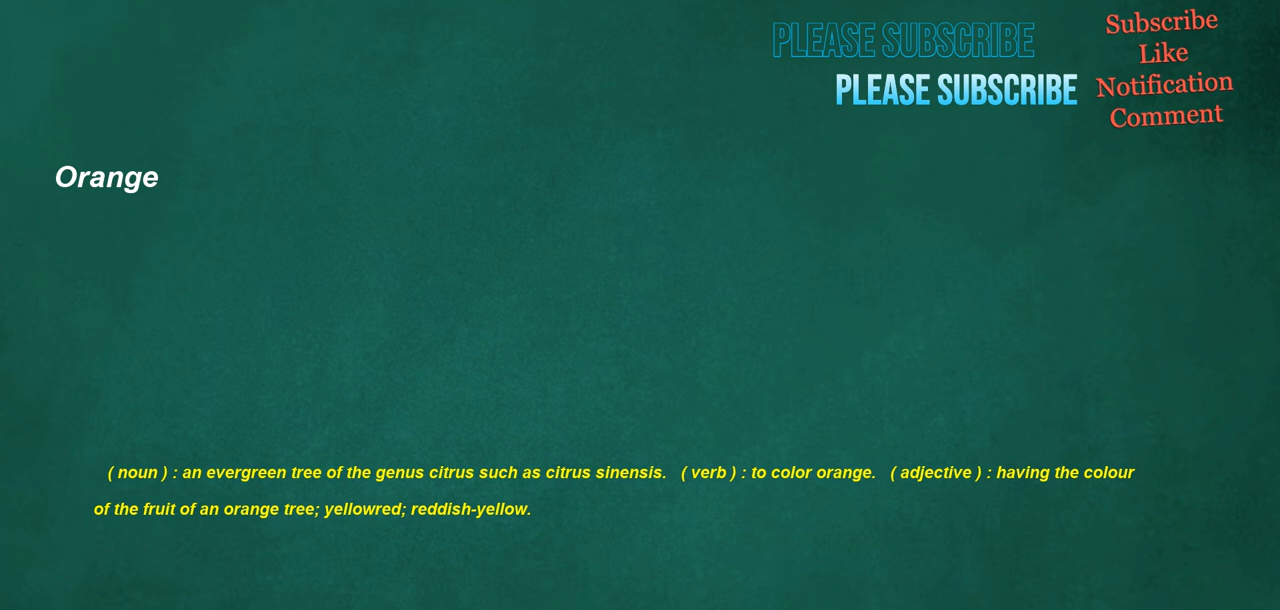 PLEASE SUBSCRIBE
PLEASE SUBSCRIBE
Subscribe
Like
Notification
Comment
Orange
( noun ) : an evergreen tree of the genus citrus such as citrus sinensis. ( verb ) : to color orange. ( adjective ) : having the colour
of the fruit of an orange tree; yellowred; reddish-yellow.